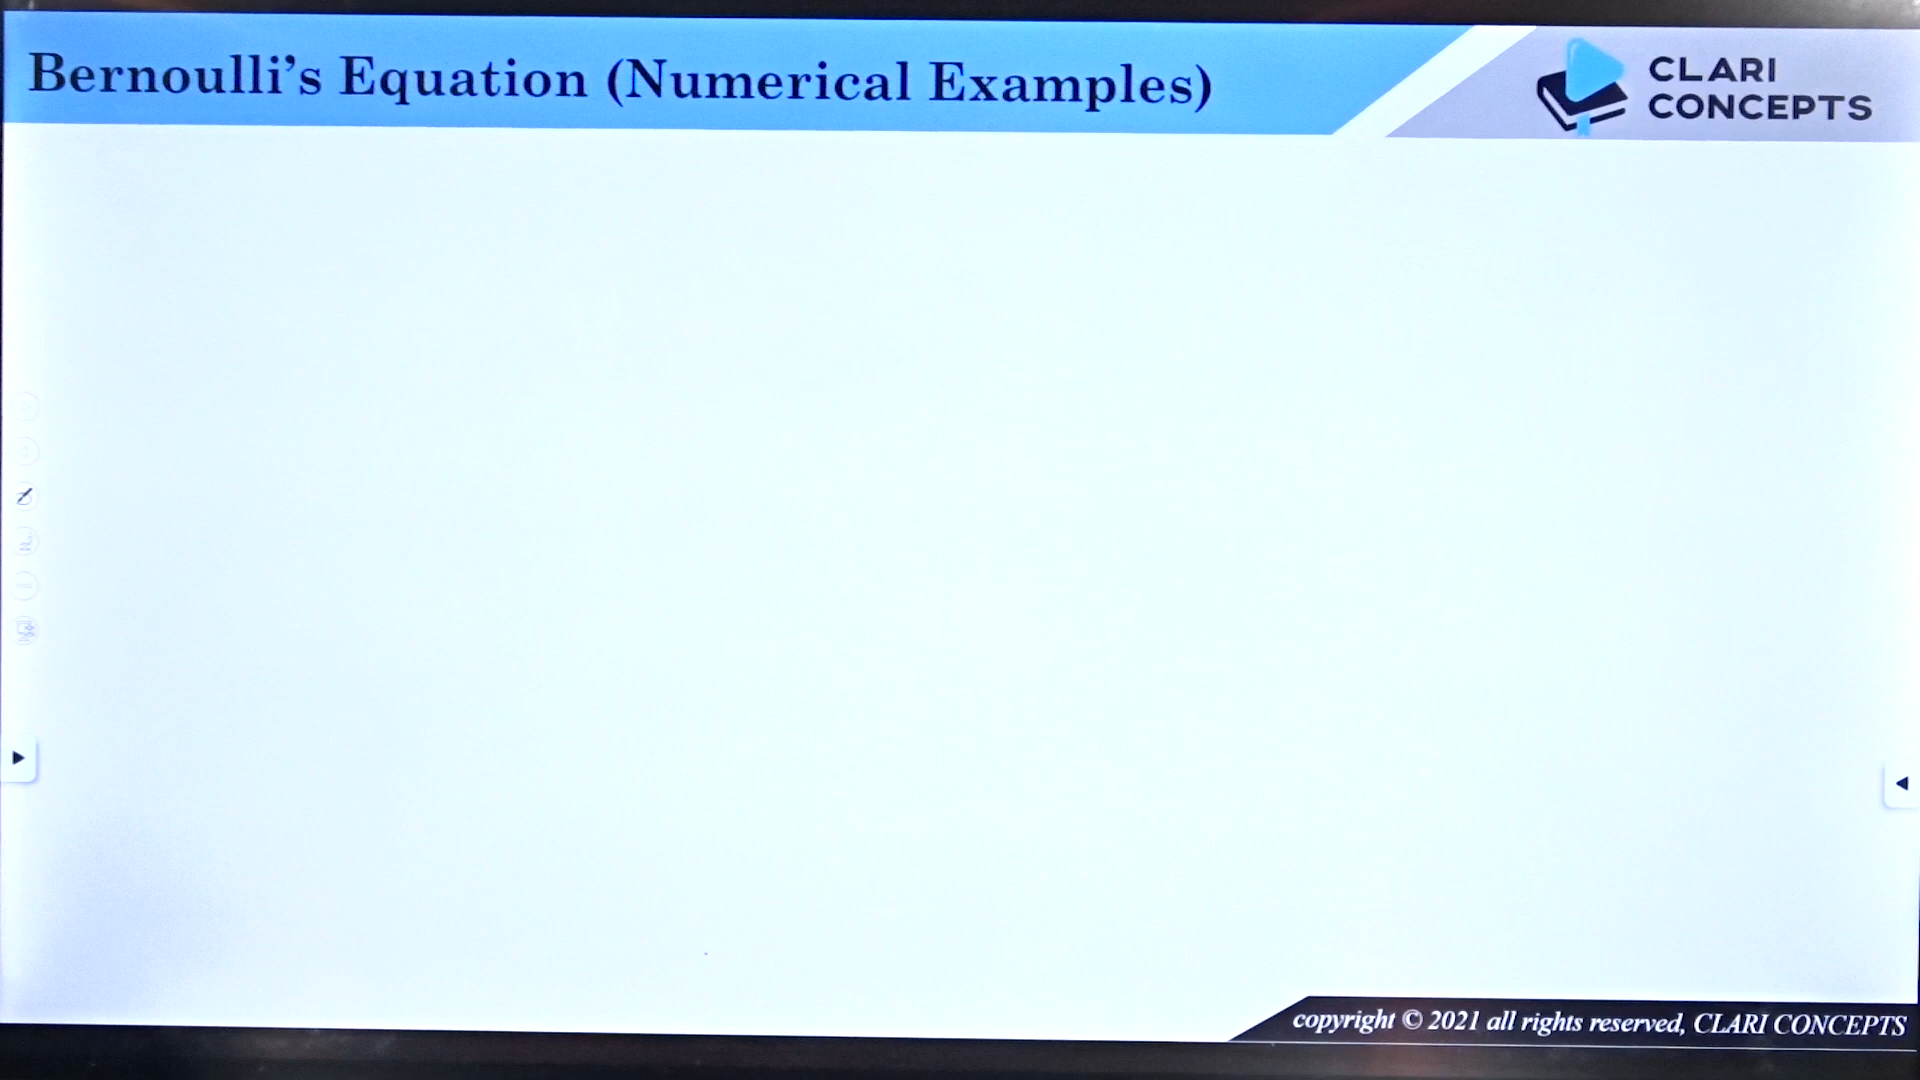 Bernoulli's Equation (Numerical Examples)
CLARI
CONCEPTS
copyright © 2021 all rights reserved, CLARI CONCEPTS